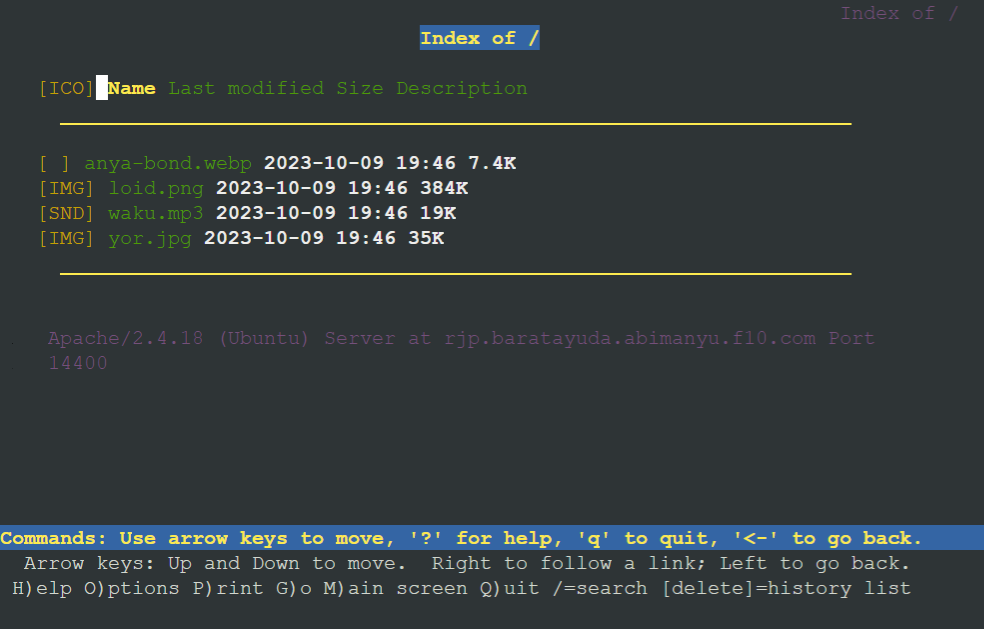 Index of /
Index of /
[ICO] Name Last modified Size Description
[ ] anya-bond.webp 2023-10-09 19:46 7.4K
[IMG] loid.png 2023-10-09 19:46 384K
[SND] waku.mp3 2023-10-09 19:46 19K
[IMG] yor.jpg 2023-10-09 19:46 35K
Apache/2.4.18 (Ubuntu) Server at rjp.baratayuda.abimanyu.f10.com Port
14400
Commands: Use arrow keys to move, '?' for help, 'q' to quit, '<-' to go back.
Arrow keys: Up and Down to move.  Right to follow a link; Left to go back.
H)elp O)ptions P)rint G)o M)ain screen Q)uit /=search [delete]=history list